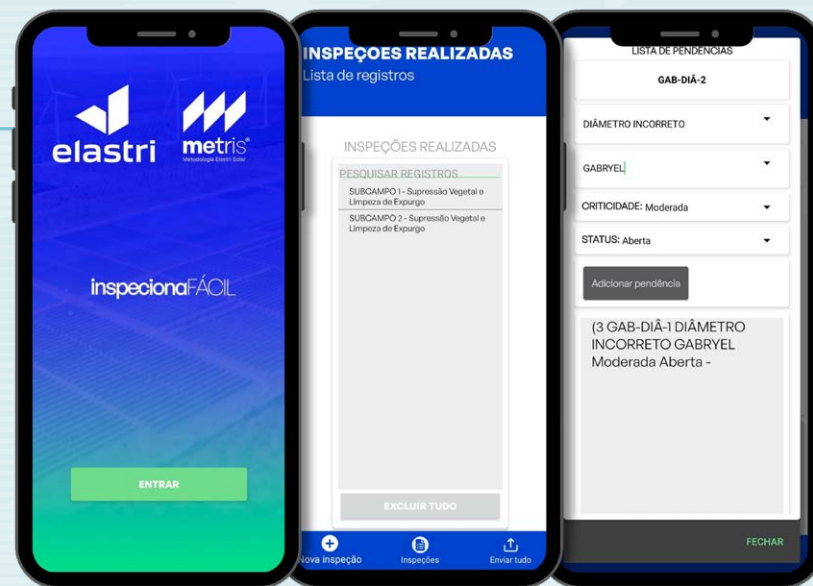 elastri
metris®
Metodologia Elastri Solar
inspecionaFÁCIL
ENTRAR
INSPEÇÕES REALIZADAS
Lista de registros
INSPEÇÕES REALIZADAS
PESQUISAR REGISTROS
SUBCAMPO 1 - Supressão Vegetal e
Limpeza de Expurgo
SUBCAMPO 2 - Supressão Vegetal e
Limpeza de Expurgo
EXCLUIR TUDO
Nova inspeção
Inspeções
Enviar tudo
LISTA DE PENDENCIAS
GAB-DIÂ-2
DIÂMETRO INCORRETO
GABRYEL
CRITICIDADE: Moderada
STATUS: Aberta
Adicionar pendência
(3 GAB-DIÂ-1 DIÂMETRO
INCORRETO GABRYEL
Moderada Aberta -
FECHAR